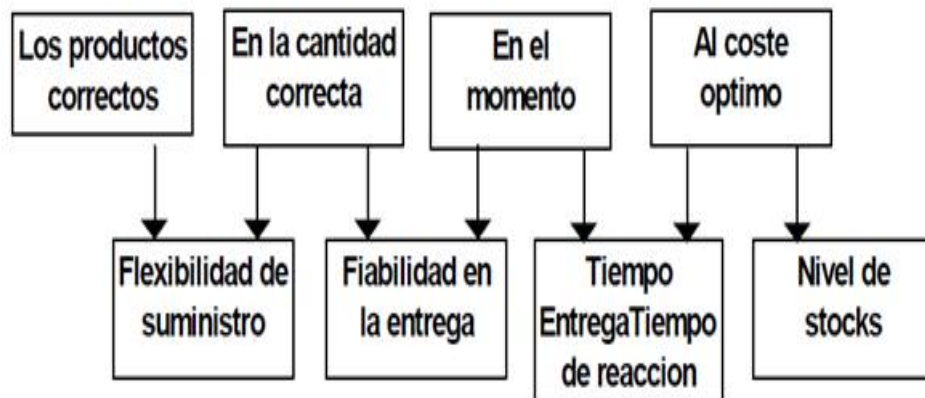 Los productos
correctos
En la cantidad
correcta
En el
momento
Al coste
optimo
Flexibilidad de
suministro
Fiabilidad en
la entrega
Tiempo
EntregaTiempo
de reaccion
Nivel de
stocks